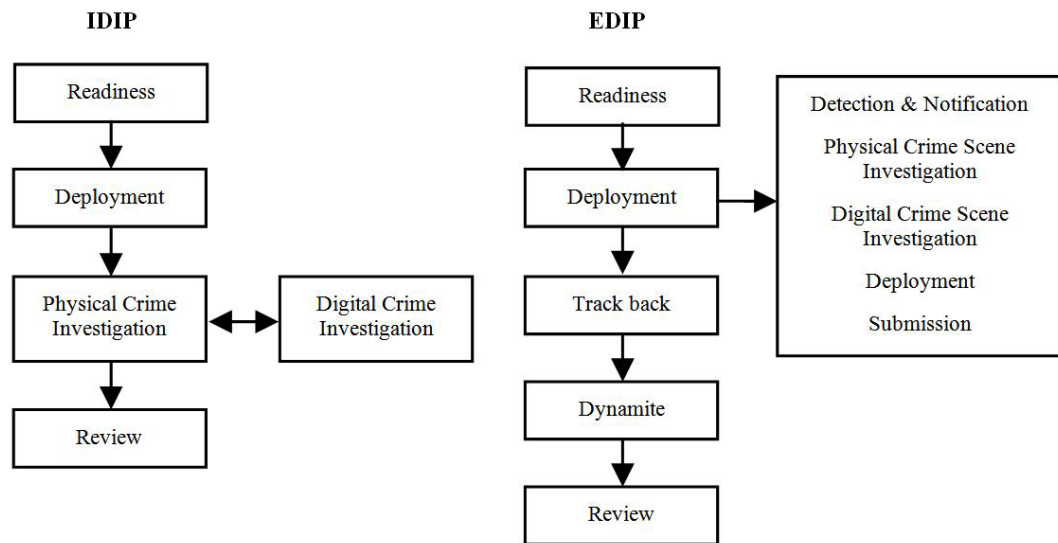 IDIP
Readiness
Deployment
Physical Crime
Investigation
Digital Crime
Investigation
Review
EDIP
Readiness
Deployment
Track back
Dynamite
Review
Detection & Notification
Physical Crime Scene
Investigation
Digital Crime Scene
Investigation
Deployment
Submission